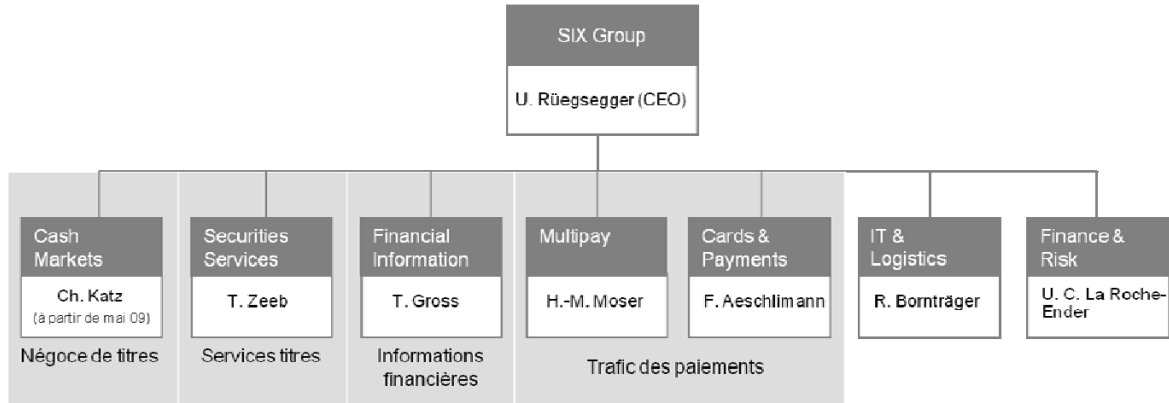 SIX Group
U. Rüegsegger (CEO)
Cash
Markets
Ch. Katz
(à partir de mai 09)
Négoce de titres
Securities
Services
T. Zeeb
Services titres
Financial
Information
T. Gross
Informations
financières
Multipay
H.-M. Moser
Cards &
Payments
F. Aeschlimann
Trafic des paiements
IT &
Logistics
R. Bornträger
Finance &
Risk
U. C. La Roche-
Ender